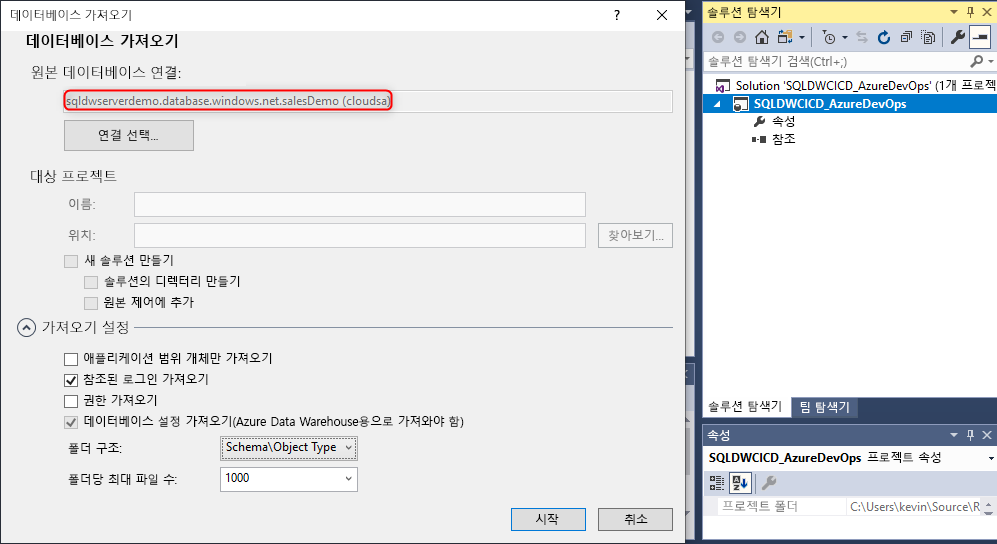 데이터베이스 가져오기
?
데이터베이스 가져오기
원본 데이터베이스 연결:
sqldwserverdemo.database.windows.net.salesDemo (cloudsa)
연결 선택...
대상 프로젝트
이름:
위치:
찾아보기...
새 솔루션 만들기
솔루션의 디렉터리 만들기
원본 제어에 추가
가져오기 설정
애플리케이션 범위 개체만 가져오기
참조된 로그인 가져오기
권한 가져오기
데이터베이스 설정 가져오기(Azure Data Warehouse용으로 가져와야 함)
폴더 구조:
Schema\Object Type
폴더당 최대 파일 수:
1000
시작
취소
솔루션 탐색기
솔루션 탐색기 검색(Ctrl+;)
Solution 'SQLDWCICD_AzureDevOps' (1개 프로젝
SQLDWCICD_AzureDevOps
속성
참조
솔루션 탐색기
팀 탐색기
속성
SQLDWCICD_AzureDevOps 프로젝트 속성
프로젝트 폴더
C:\Users\kevin\Source\R